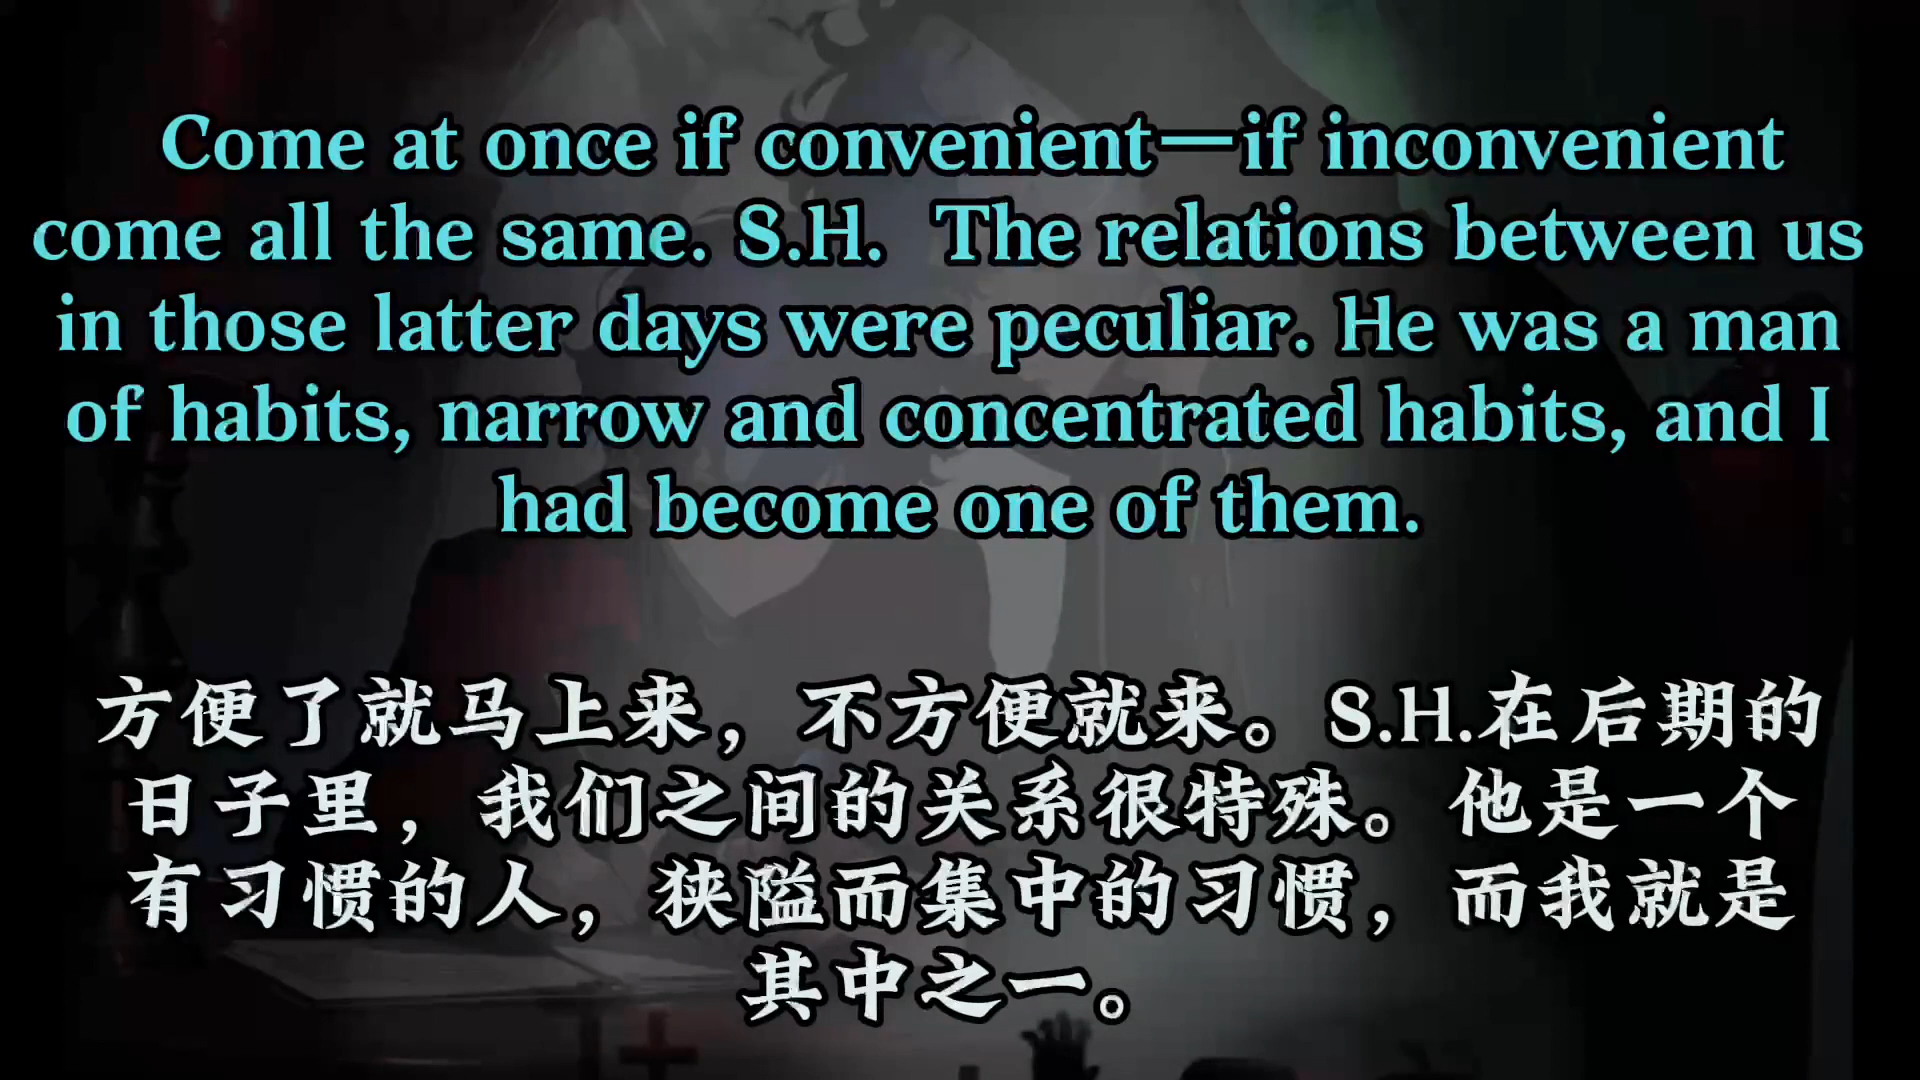 Come at once if convenient—if inconvenient
come all the same. S.H. The relations between us
in those latter days were peculiar. He was a man
of habits, narrow and concentrated habits, and I
had become one of them.
方便了就马上来，不方便就来。S.H.在后期的
日子里，我们之间的关系很特殊。他是一个
有习惯的人，狭隘而集中的习惯，而我就是
其中之一。